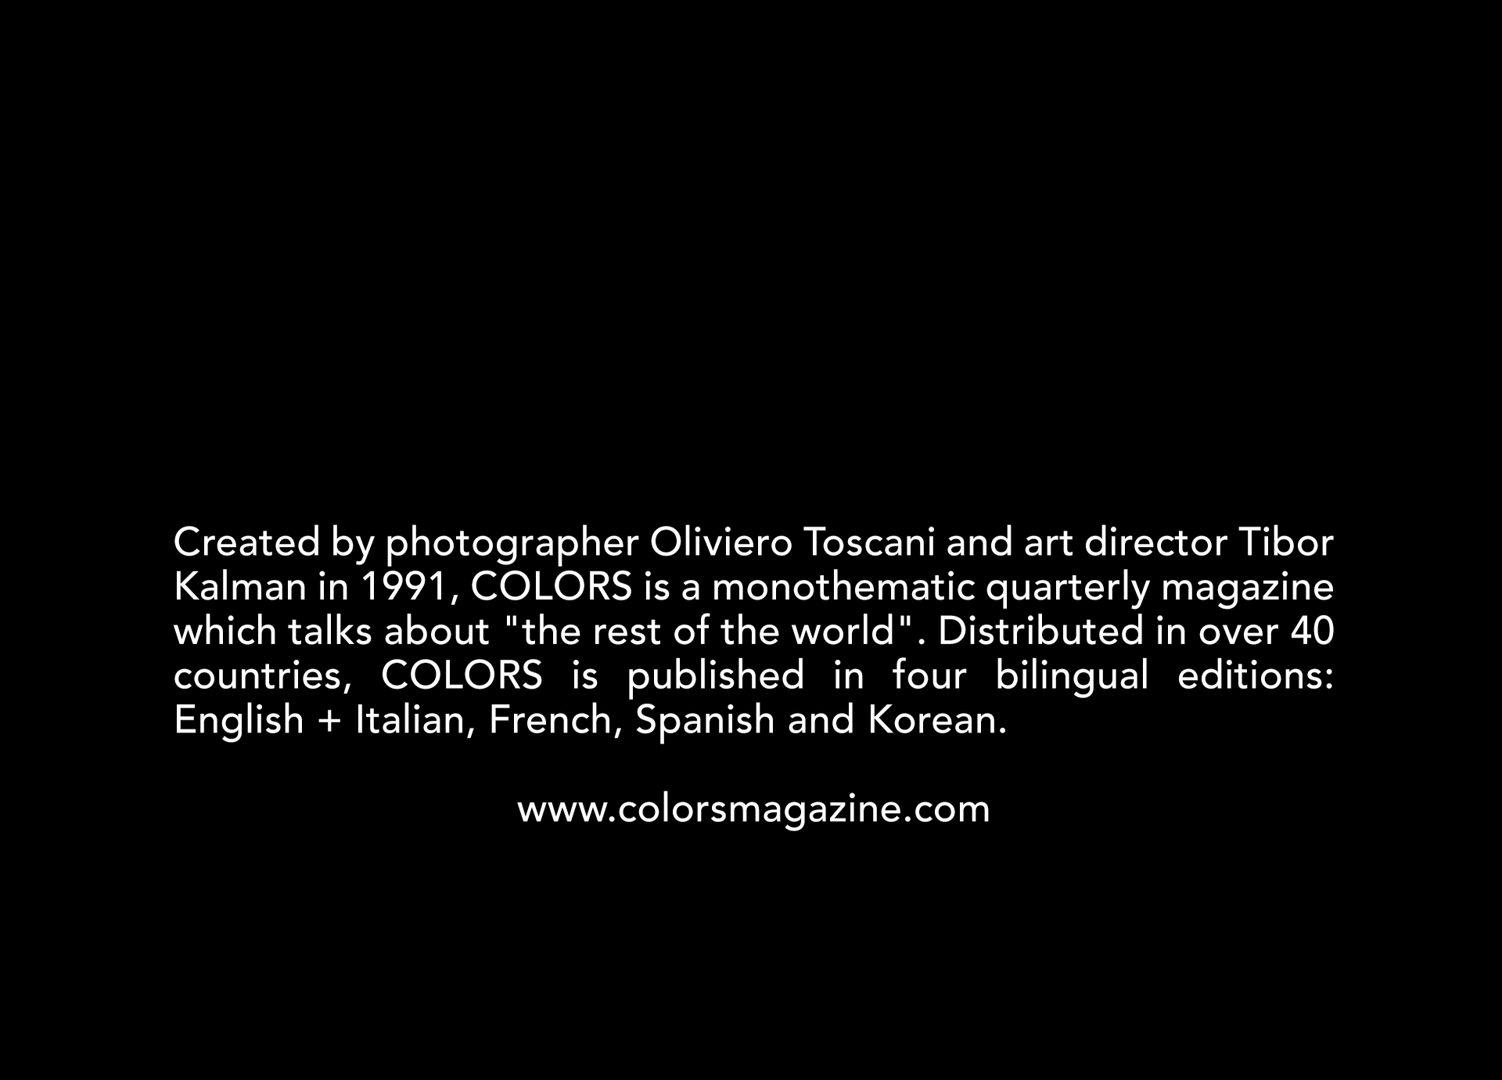 Created by photographer Oliviero Toscani and art director Tibor
Kalman in 1991, COLORS is a monothematic quarterly magazine
which talks about "the rest of the world". Distributed in over 40
countries, COLORS is published in four bilingual editions:
English + Italian, French, Spanish and Korean.
www.colorsmagazine.com